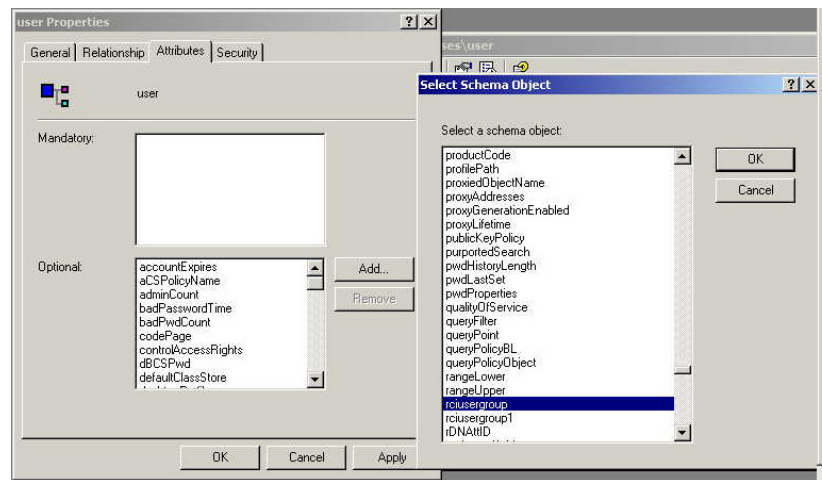 user Properties
General
Relationship
Attributes
Security
user
Mandatory:
Optional:
accountExpires
aCSPolicyName
adminCount
badPasswordTime
badPwdCount
codePage
controlAccessRights
dBCSPwd
defaultClassStore
Add...
Remove
OK
Cancel
Apply
ses\user
Select Schema Object
Select a schema object:
productCode
profilePath
proxiedObjectName
proxyAddresses
proxyGenerationEnabled
proxyLifetime
publicKeyPolicy
purportedSearch
pwdHistoryLength
pwdLastSet
pwdProperties
qualityOfService
queryFilter
queryPoint
queryPolicyBL
queryPolicyObject
rangeLower
rangeUpper
rciusergroup
rciusergroup1
rDNAttID
OK
Cancel